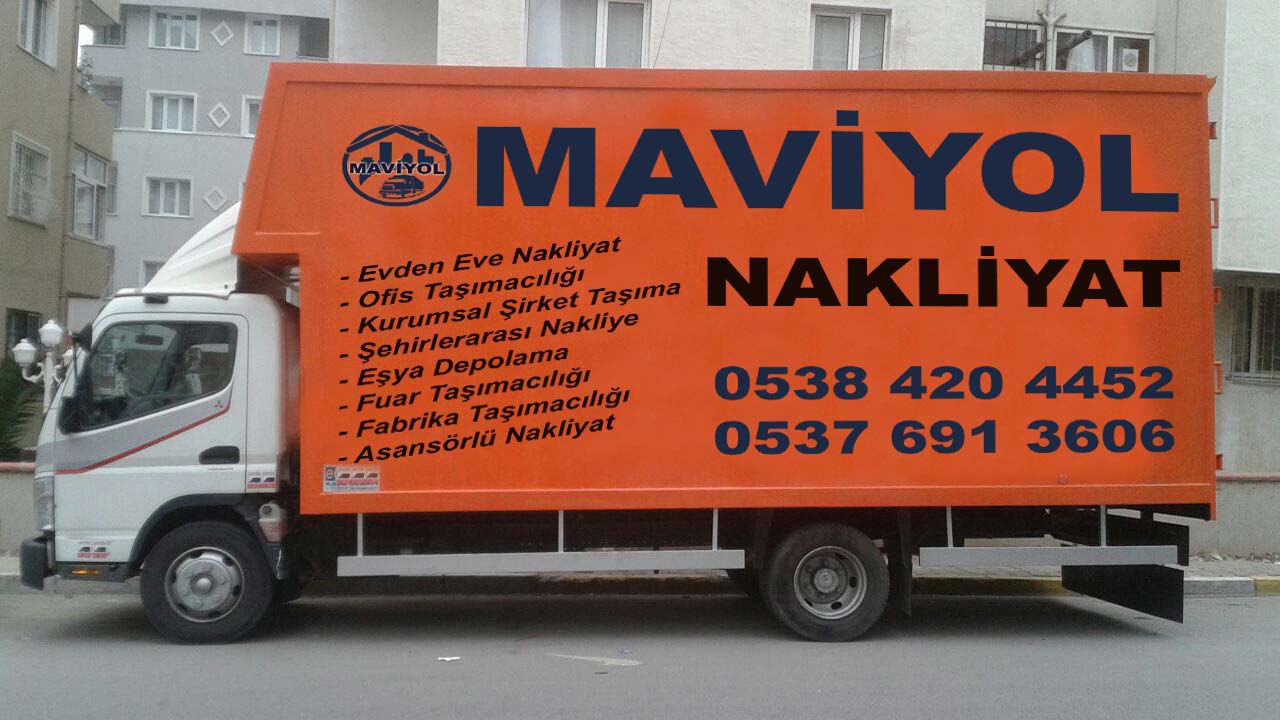 MAVİYOL
MAVİYOL
NAKLİYAT
- Evden Eve Nakliyat
- Ofis Taşımacılığı
- Kurumsal Şirket Taşıma
- Şehirlerarası Nakliye
- Eşya Depolama
- Fuar Taşımacılığı
- Fabrika Taşımacılığı
- Asansörlü Nakliyat
0538 420 4452
0537 691 3606